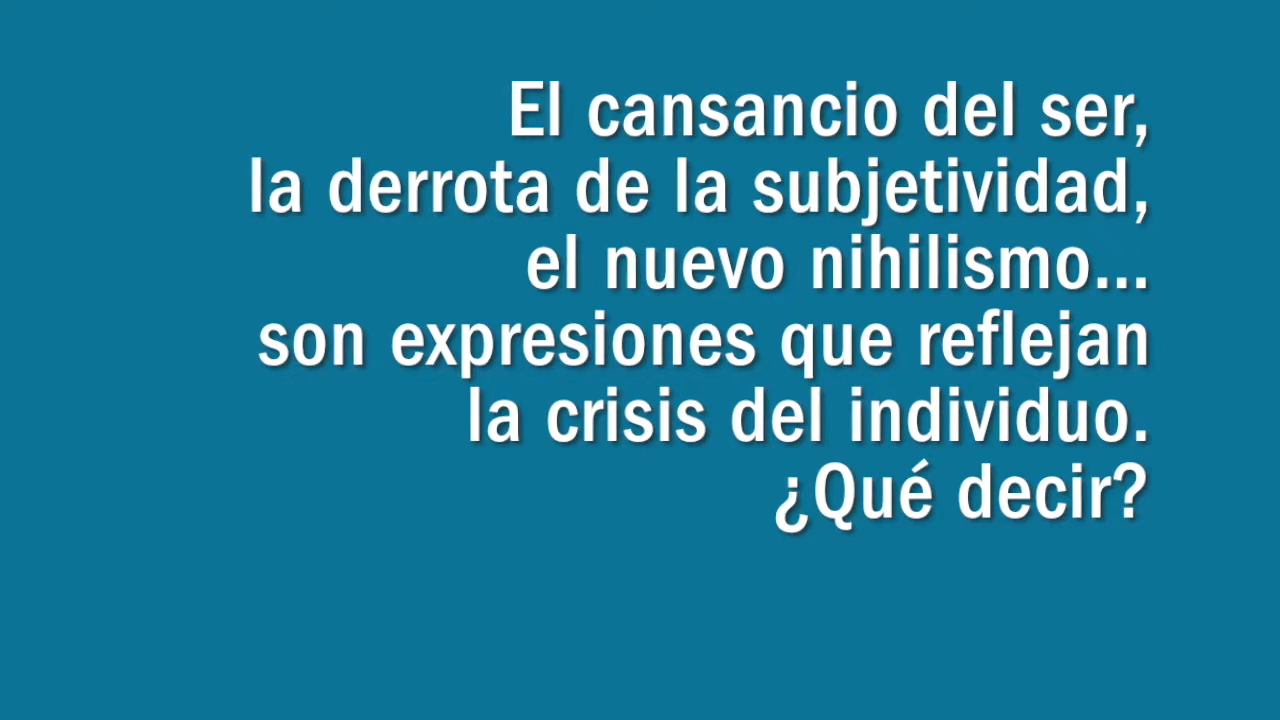 El cansancio del ser,
la derrota de la subjetividad,
el nuevo nihilismo...
son expresiones que reflejan
la crisis del individuo.
¿Qué decir?